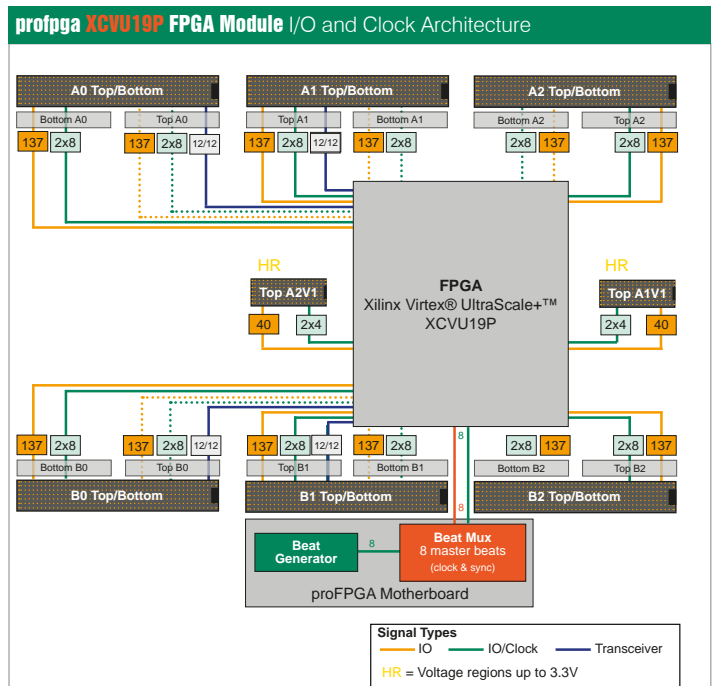 profpga XCVU19P FPGA Module I/O and Clock Architecture
A0 Top/Bottom A1 Top/Bottom A2 Top/Bottom
Bottom A0 Top A0 Top A1 Bottom A1 Bottom A2 Top A2
137 2x8 137 2x8 12/12 137 2x8 12/12 137 2x8 2x8 137 2x8 137
HR HR
FPGA
Xilinx Virtex® UltraScale+™
XCVU19P
Top A2V1 Top A1V1
40 2x4 2x4 40
8
137 2x8 137 2x8 12/12 137 2x8 12/12 137 2x8 2x8 137 2x8 137
Bottom B0 Top B0 Top B1 Bottom B1 Bottom B2 Top B2
B0 Top/Bottom B1 Top/Bottom B2 Top/Bottom
8
Beat
Generator
8
Beat Mux
8 master beats
(clock & sync)
proFPGA Motherboard
Signal Types
IO IO/Clock Transceiver
HR = Voltage regions up to 3.3V